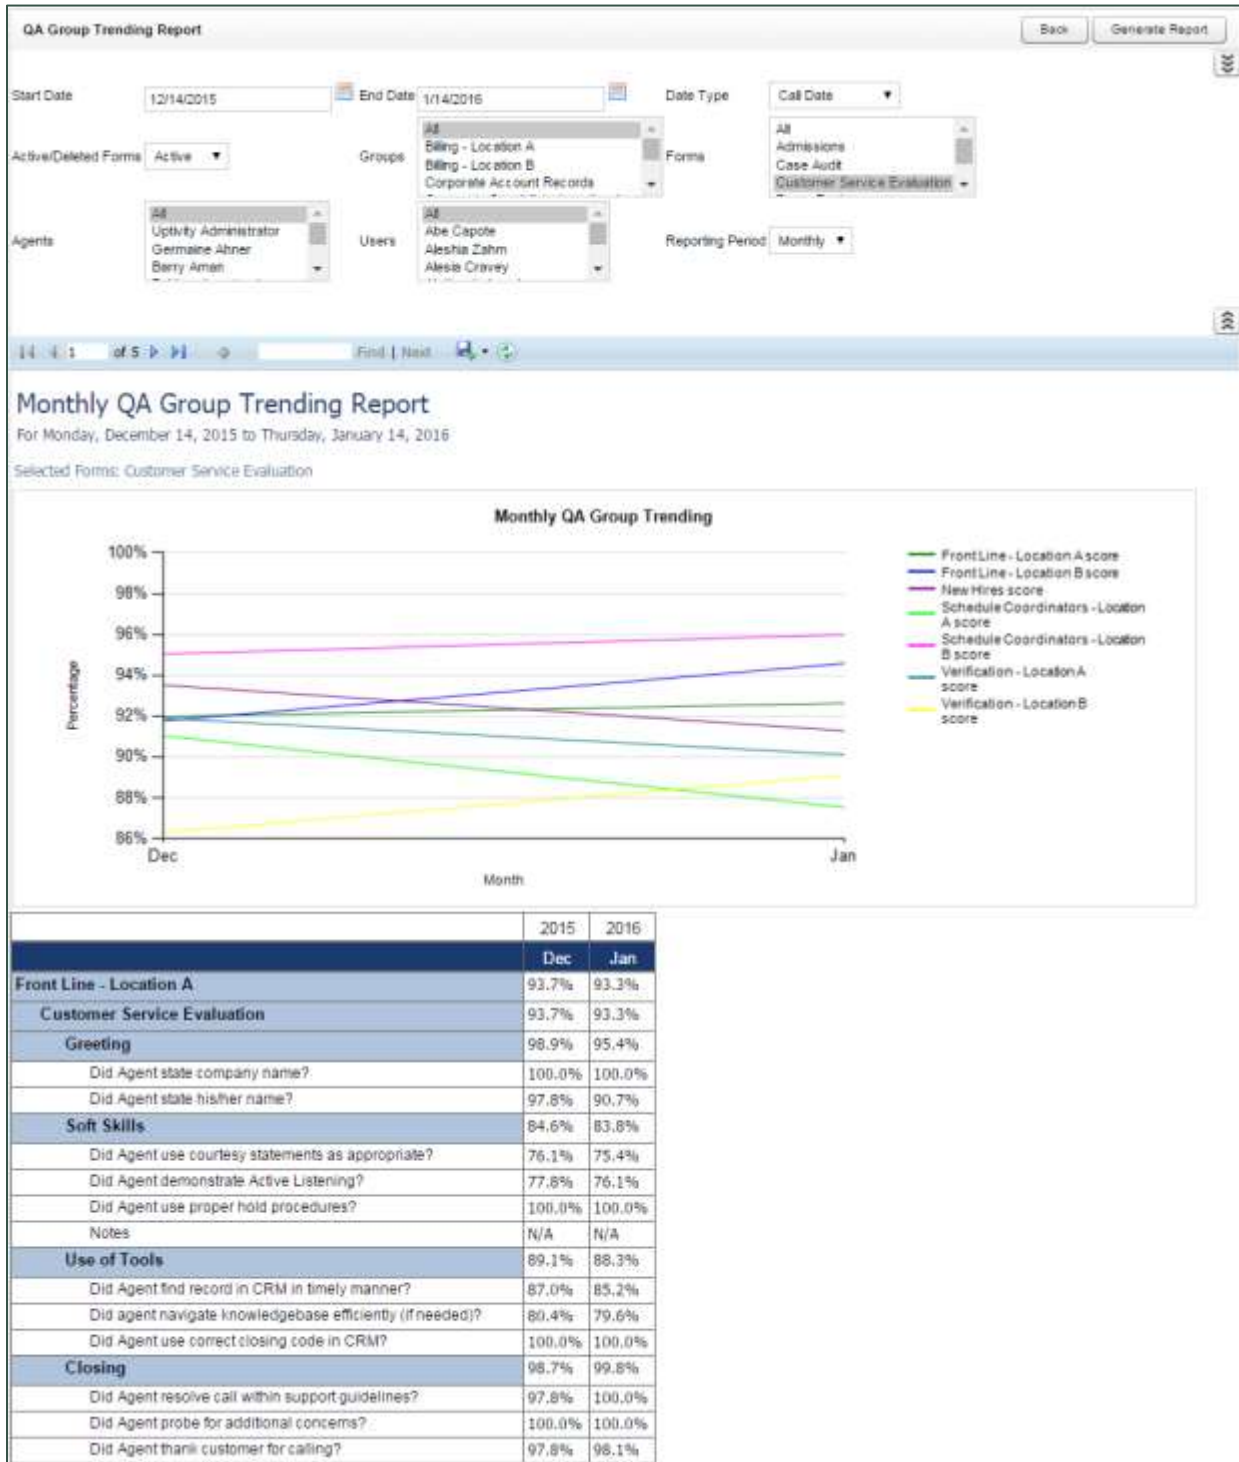 QA Group Trending Report
Back
Generate Report
Start Date
12/14/2015
End Date
1/14/2016
Date Type
Call Date
Active/Deleted Forms
Active
Groups
All
Billing - Location A
Billing - Location B
Corporate Account Records
Forms
All
Admissions
Case Audit
Customer Service Evaluation
Agents
All
Uptivity Administrator
Germaine Ahner
Barry Aman
Users
All
Abe Capote
Aleshia Zahm
Alesia Cravey
Reporting Period
Monthly
1 of 5
Find | Next
Monthly QA Group Trending Report
For Monday, December 14, 2015 to Thursday, January 14, 2016
Selected Forms: Customer Service Evaluation
Monthly QA Group Trending
100%
98%
96%
94%
92%
90%
88%
86%
Percentage
Dec
Jan
Month
Front Line - Location A score
Front Line - Location B score
New Hires score
Schedule Coordinators - Location
A score
Schedule Coordinators - Location
B score
Verification - Location A
score
Verification - Location B
score
2015 2016
Dec Jan
Front Line - Location A 93.7% 93.3%
Customer Service Evaluation 93.7% 93.3%
Greeting 98.9% 95.4%
Did Agent state company name? 100.0% 100.0%
Did Agent state his/her name? 97.8% 90.7%
Soft Skills 84.6% 83.8%
Did Agent use courtesy statements as appropriate? 76.1% 75.4%
Did Agent demonstrate Active Listening? 77.8% 76.1%
Did Agent use proper hold procedures? 100.0% 100.0%
Notes N/A N/A
Use of Tools 89.1% 88.3%
Did Agent find record in CRM in timely manner? 87.0% 85.2%
Did agent navigate knowledgebase efficiently (if needed)? 80.4% 79.6%
Did Agent use correct closing code in CRM? 100.0% 100.0%
Closing 98.7% 99.8%
Did Agent resolve call within support guidelines? 97.8% 100.0%
Did Agent probe for additional concerns? 100.0% 100.0%
Did Agent thank customer for calling? 97.8% 98.1%